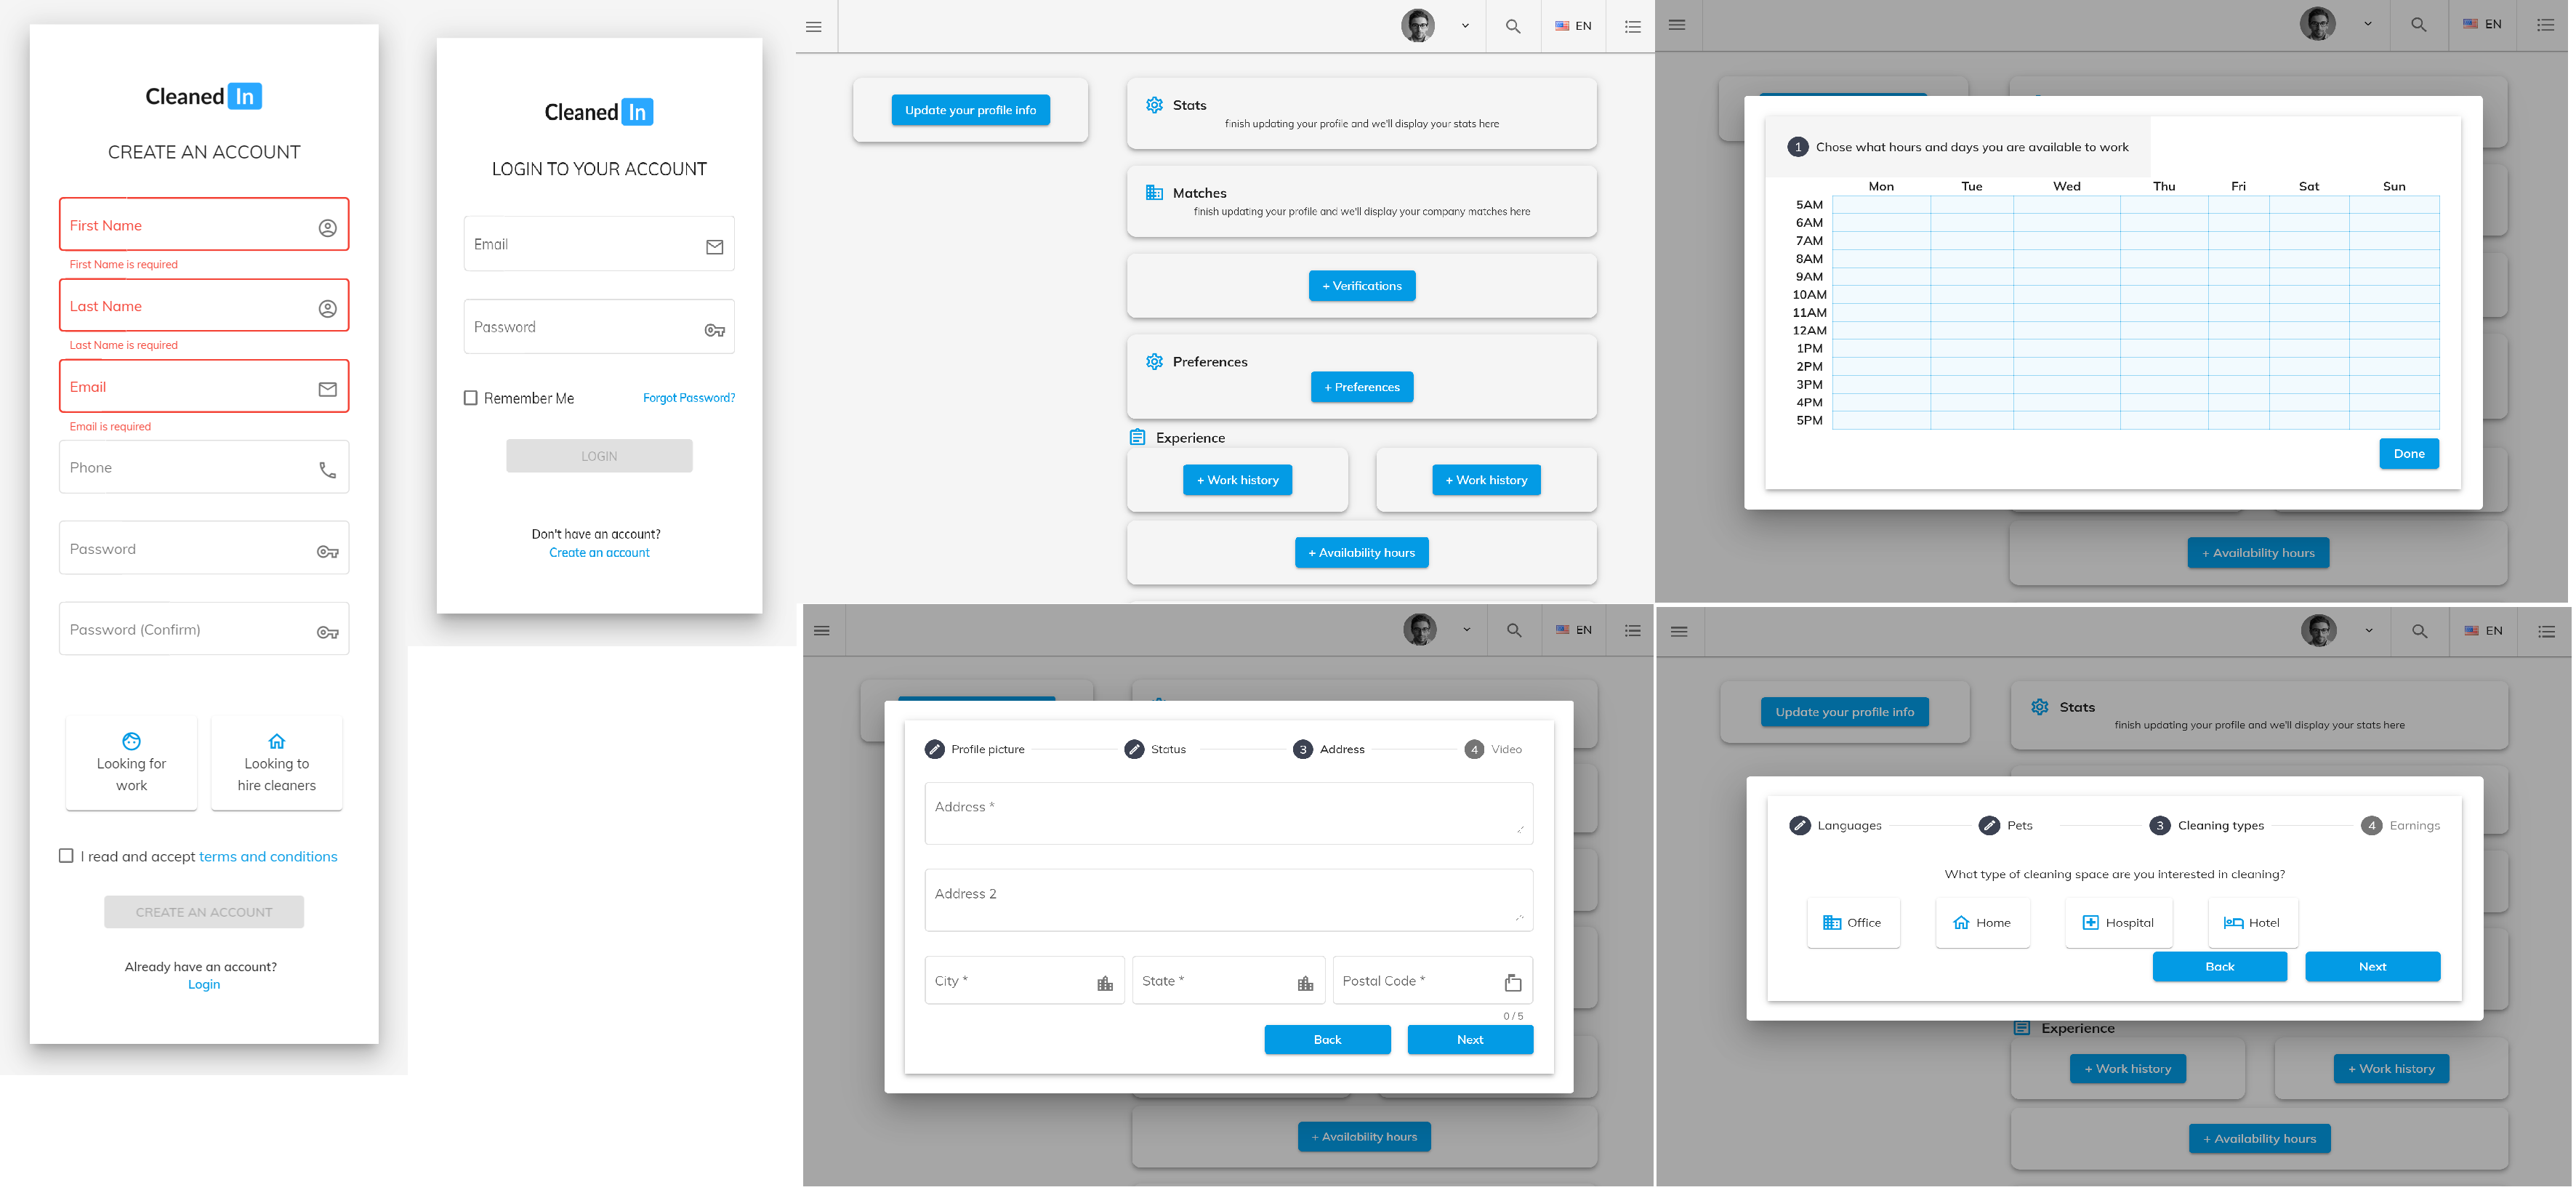 Cleaned In
CREATE AN ACCOUNT
First Name
First Name is required
Last Name
Last Name is required
Email
Email is required
Phone
Password
Password (Confirm)
Looking for
work
Looking to
hire cleaners
I read and accept terms and conditions
CREATE AN ACCOUNT
Already have an account?
Login
Cleaned In
LOGIN TO YOUR ACCOUNT
Email
Password
Remember Me
Forgot Password?
LOGIN
Don't have an account?
Create an account
EN
Update your profile info
Stats
finish updating your profile and we'll display your stats here
Matches
finish updating your profile and we'll display your company matches here
+ Verifications
Preferences
+ Preferences
Experience
+ Work history
+ Work history
+ Availability hours
EN
1 Chose what hours and days you are available to work
Mon Tue Wed Thu Fri Sat Sun
5AM
6AM
7AM
8AM
9AM
10AM
11AM
12AM
1PM
2PM
3PM
4PM
5PM
Done
+ Availability hours
EN
Profile picture
Status
3 Address
4 Video
Address *
Address 2
City *
State *
Postal Code *
0 / 5
Back
Next
+ Availability hours
EN
Update your profile info
Stats
finish updating your profile and we'll display your stats here
Languages
Pets
3 Cleaning types
4 Earnings
What type of cleaning space are you interested in cleaning?
Office
Home
Hospital
Hotel
Back
Next
Experience
+ Work history
+ Work history
+ Availability hours